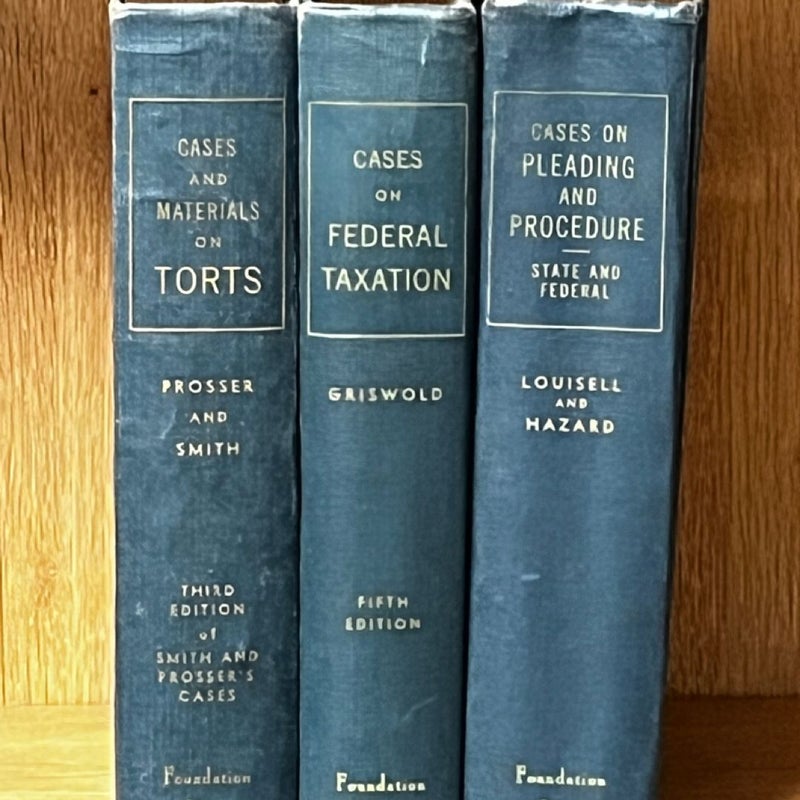 CASES
AND
MATERIALS
ON
TORTS
PROSSER
AND
SMITH
THIRD
EDITION
of
SMITH AND
PROSSER'S
CASES
Foundation
CASES
ON
FEDERAL
TAXATION
GRISWOLD
FIFTH
EDITION
Foundation
CASES ON
PLEADING
AND
PROCEDURE
STATE AND
FEDERAL
LOUISELL
AND
HAZARD
Foundation